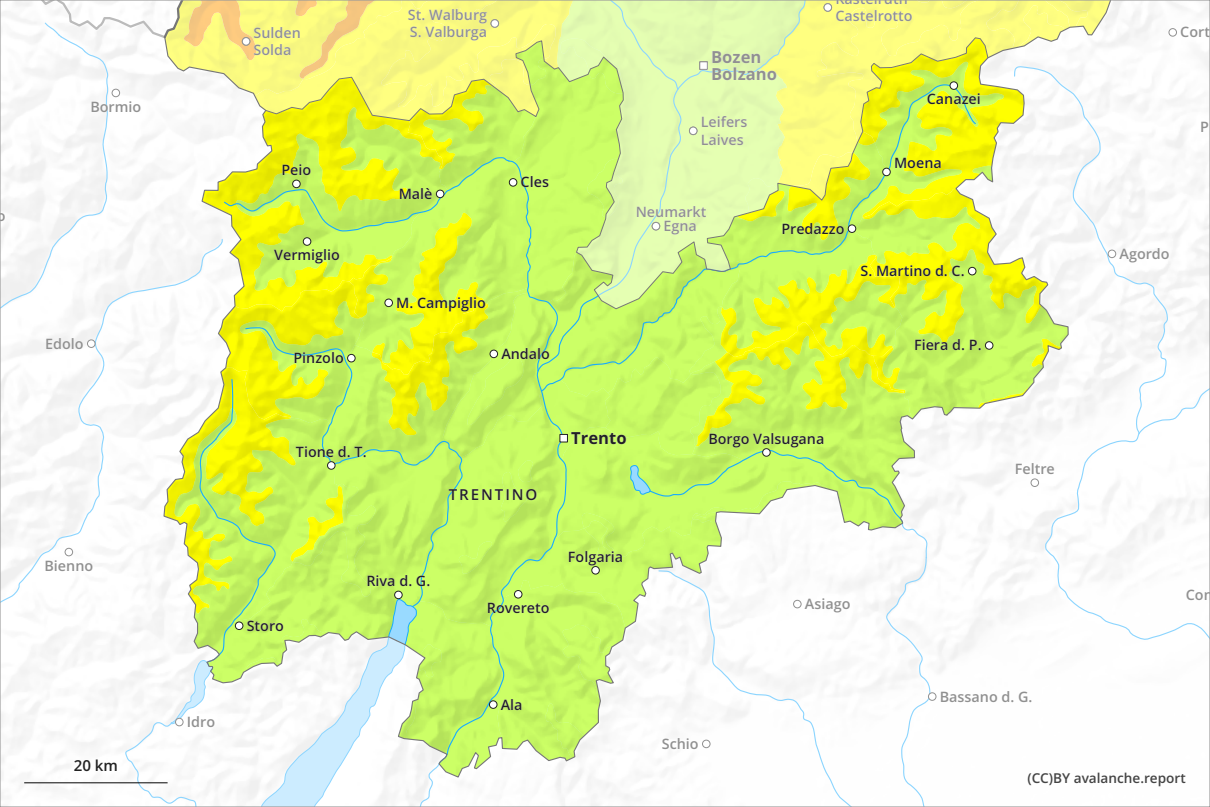 St. Walburg
S. Valburga
Kastelruth
Castelrotto
Sulden
Solda
Cort
Bozen
Bolzano
Bormio
Canazei
Leifers
Laives
P
Moena
Peio
Malè
Cles
Neumarkt
Egna
Predazzo
Vermiglio
Agordo
S. Martino d. C.
M. Campiglio
Edolo
Pinzolo
Andalo
Fiera d. P.
Trento
Borgo Valsugana
Tione d. T.
Feltre
TRENTINO
Bienno
Folgaria
Riva d. G.
Cor
Rovereto
Asiago
Storo
Bassano d. G.
Ala
Idro
Schio
20 km
(CC)BY avalanche.report